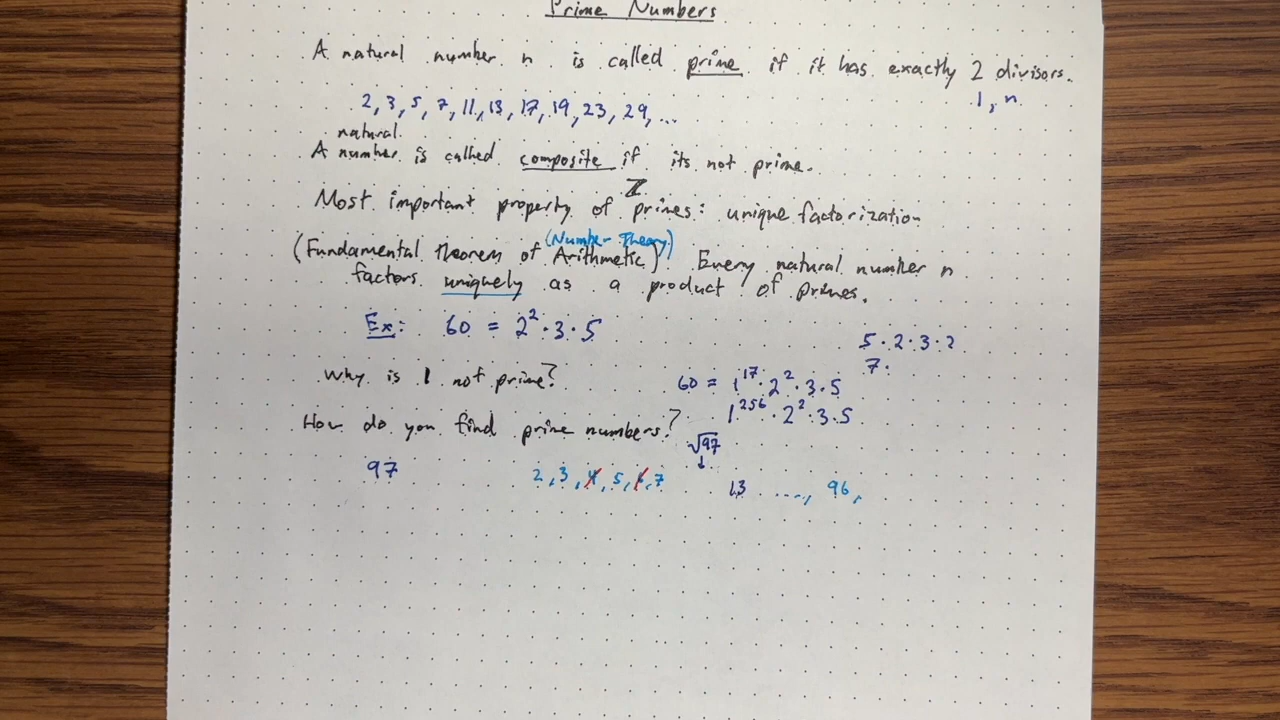 Prime Numbers
A natural number n is called prime if it has exactly 2 divisors.
1, n
2, 3, 5, 7, 11, 13, 17, 19, 23, 29, ...
natural
A number is called composite if its not prime.
ℤ
Most important property of primes: unique factorization
(Number Theory)
(Fundamental Theorem of Arithmetic). Every natural number n
factors uniquely as a product of primes.
Ex: 60 = 2²·3·5
5·2·3·2
7·
Why is 1 not prime?
60 = 1¹⁷·2²·3·5
1²⁵⁶·2²·3·5
How do you find prime numbers?
√97
↓
97 2, 3, 4, 5, 6, 7 13 ...., 96,